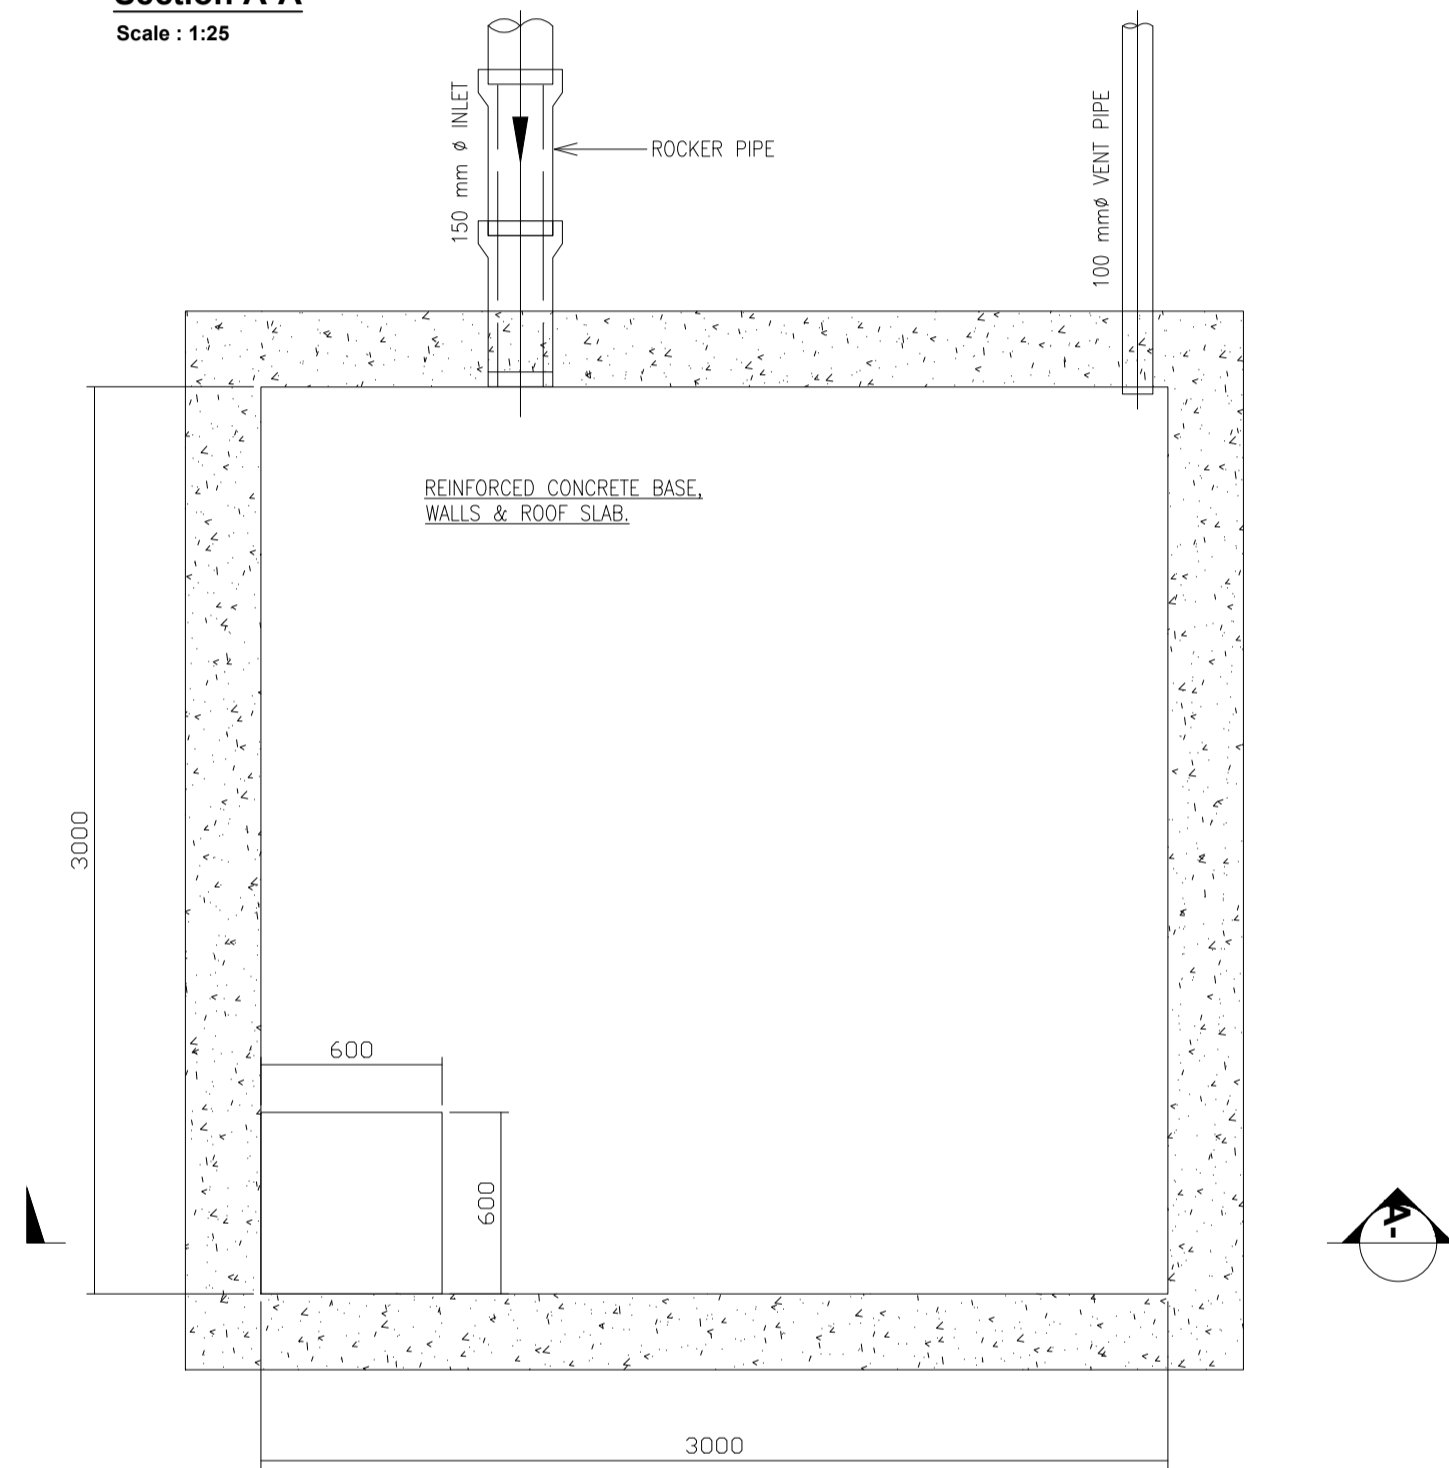 Section A-A
Scale : 1:25
150 mm Ø INLET
ROCKER PIPE
100 mmØ VENT PIPE
REINFORCED CONCRETE BASE,
WALLS & ROOF SLAB.
3000
600
600
A-
3000